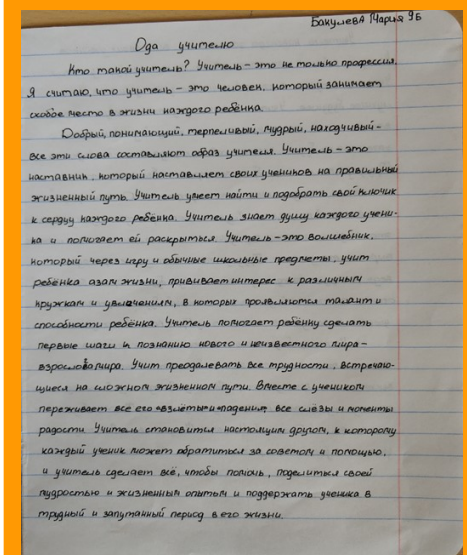 Бакулева Мария 9Б
Ода учителю
Кто такой учитель? Учитель – это не только профессия.
Я считаю, что учитель – это человек, который занимает
особое место в жизни каждого ребёнка.
Добрый, понимающий, терпеливый, мудрый, находчивый –
все эти слова составляют образ учителя. Учитель – это
наставник, который наставляет своих учеников на правильный
жизненный путь. Учитель умеет найти и подобрать свой ключик
к сердцу каждого ребёнка. Учитель знает душу каждого учени-
ка и помогает ей раскрыться. Учитель – это волшебник,
который через игру и обычные школьные предметы, учит
ребёнка азам жизни, прививает интерес к различным
кружкам и увлечениям, в которых проявляются талант и
способности ребёнка. Учитель помогает ребёнку сделать
первые шаги к познанию нового и неизвестного мира –
взрослого мира. Учит преодалевать все трудности, встречаю-
щиеся на сложном жизненном пути. Вместе с учеником
переживает все его «взлёты и падения», все слёзы и моменты
радости. Учитель становится настоящим другом, к которому
каждый ученик может обратиться за советом и помощью,
и учитель сделает всё, чтобы помочь, поделиться своей
мудростью и жизненным опытом и поддержать ученика в
трудный и запутанный период в его жизни.